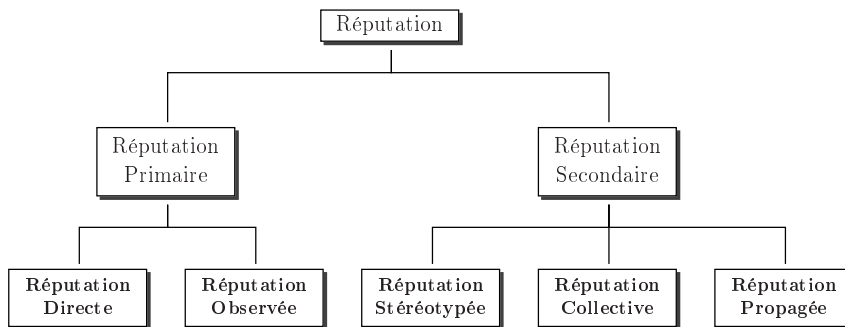 Réputation
Réputation
Primaire
Réputation
Secondaire
Réputation
Directe
Réputation
Observée
Réputation
Stéréotypée
Réputation
Collective
Réputation
Propagée